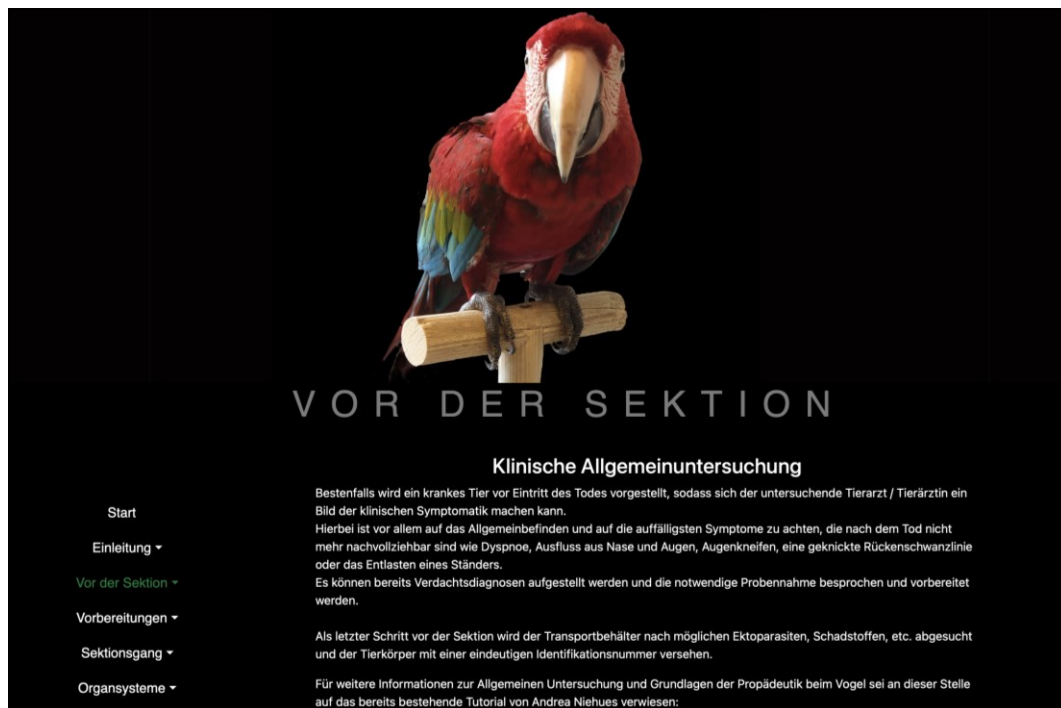 VOR DER SEKTION
Klinische Allgemeinuntersuchung
Bestenfalls wird ein krankes Tier vor Eintritt des Todes vorgestellt, sodass sich der untersuchende Tierarzt / Tierärztin ein
Bild der klinischen Symptomatik machen kann.
Hierbei ist vor allem auf das Allgemeinbefinden und auf die auffälligsten Symptome zu achten, die nach dem Tod nicht
mehr nachvollziehbar sind wie Dyspnoe, Ausfluss aus Nase und Augen, Augenkneifen, eine geknickte Rückenschwanzlinie
oder das Entlasten eines Ständers.
Es können bereits Verdachtsdiagnosen aufgestellt werden und die notwendige Probennahme besprochen und vorbereitet
werden.
Als letzter Schritt vor der Sektion wird der Transportbehälter nach möglichen Ektoparasiten, Schadstoffen, etc. abgesucht
und der Tierkörper mit einer eindeutigen Identifikationsnummer versehen.
Für weitere Informationen zur Allgemeinen Untersuchung und Grundlagen der Propädeutik beim Vogel sei an dieser Stelle
auf das bereits bestehende Tutorial von Andrea Niehues verwiesen:
Start
Einleitung
Vor der Sektion
Vorbereitungen
Sektionsgang
Organsysteme